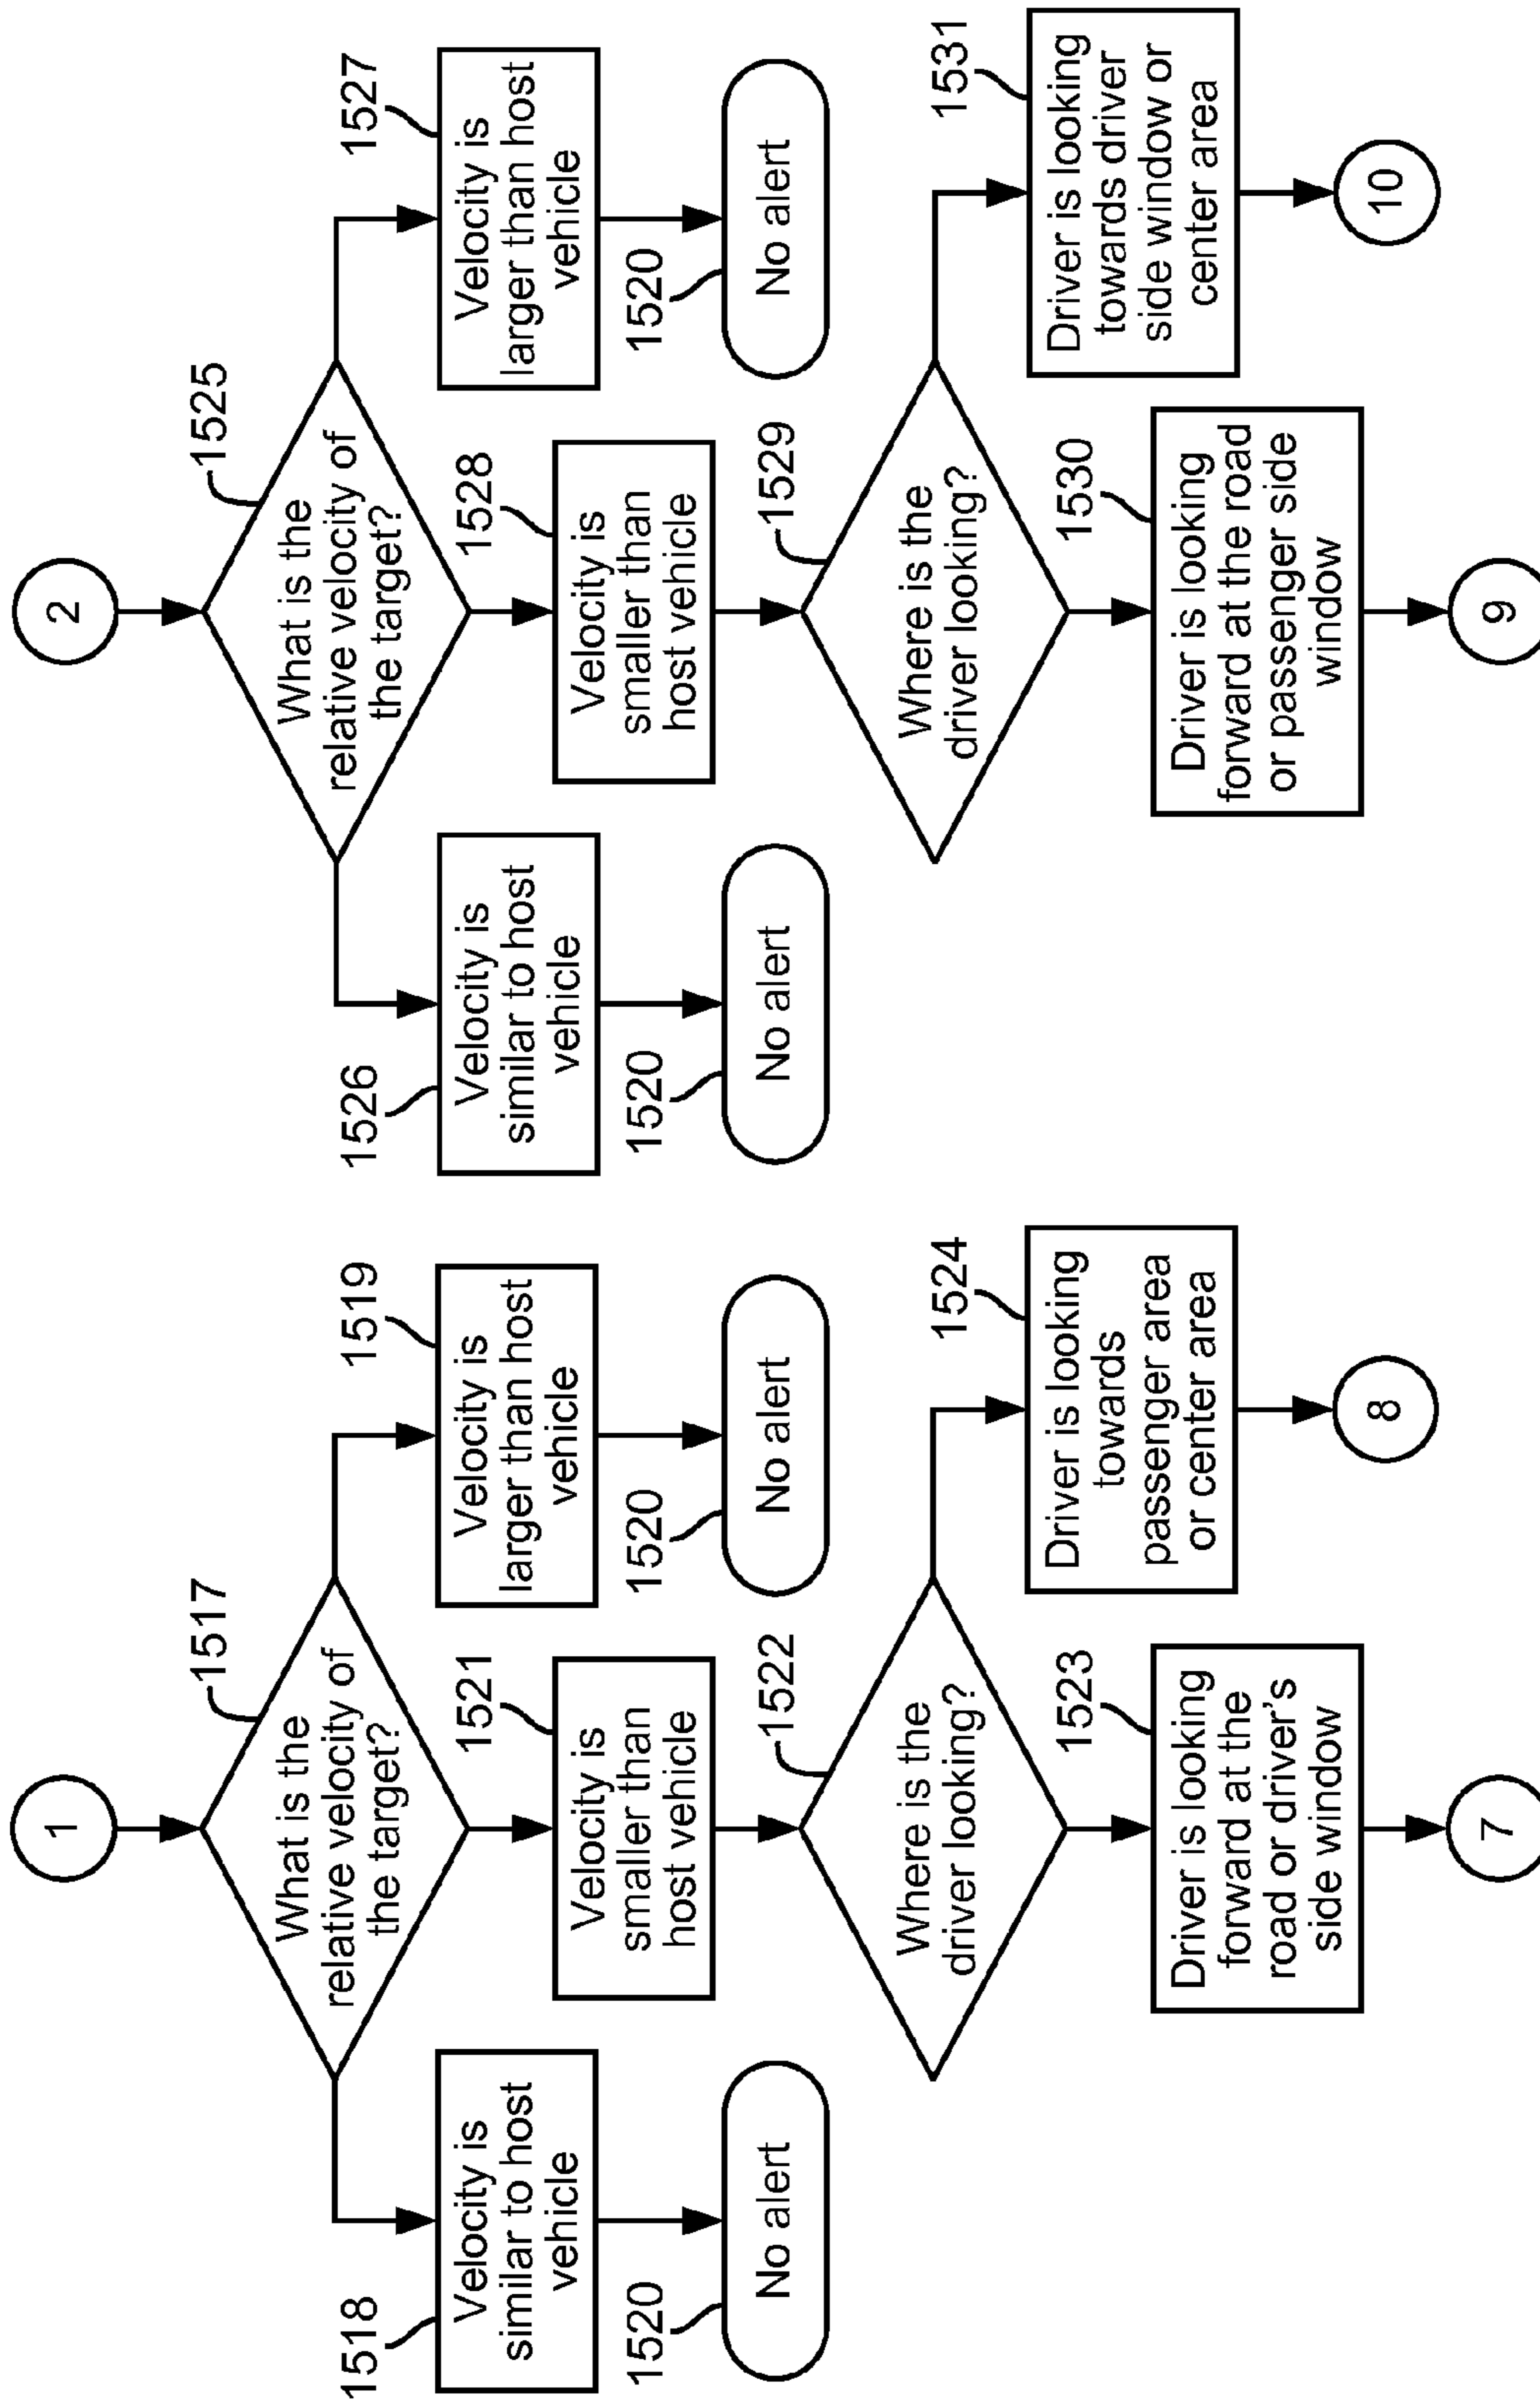 1
1517
What is the
relative velocity of
the target?
1518
Velocity is
similar to host
vehicle
1520
No alert
1521
Velocity is
smaller than
host vehicle
1519
Velocity is
larger than host
vehicle
1520
No alert
1522
Where is the
driver looking?
1523
Driver is looking
forward at the
road or driver's
side window
7
1524
Driver is looking
towards
passenger area
or center area
8
2
1525
What is the
relative velocity of
the target?
1526
Velocity is
similar to host
vehicle
1520
No alert
1528
Velocity is
smaller than
host vehicle
1527
Velocity is
larger than host
vehicle
1520
No alert
1529
Where is the
driver looking?
1530
Driver is looking
forward at the road
or passenger side
window
9
1531
Driver is looking
towards driver
side window or
center area
10